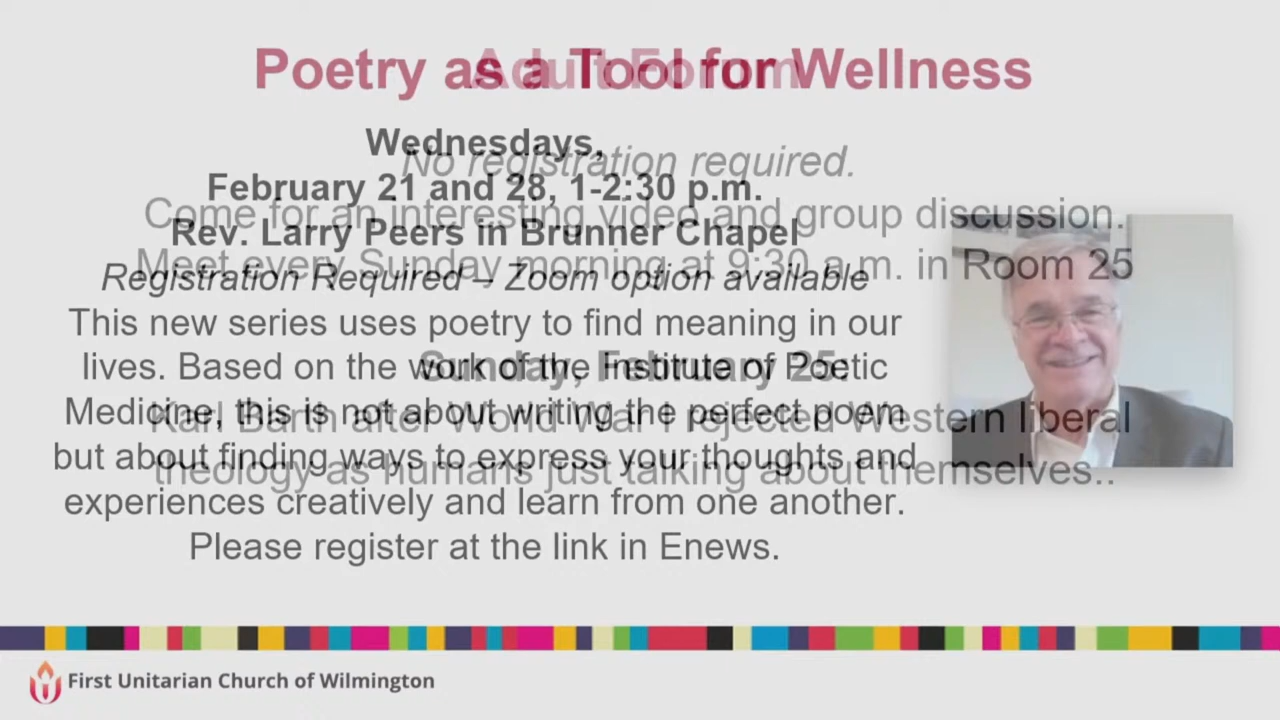 Poetry as a Tool for Wellness
Wednesdays,
February 21 and 28, 1-2:30 p.m.
Rev. Larry Peers in Brunner Chapel
Registration Required – Zoom option available
This new series uses poetry to find meaning in our
lives. Based on the work of the Institute of Poetic
Medicine, this is not about writing the perfect poem
but about finding ways to express your thoughts and
experiences creatively and learn from one another.
Please register at the link in Enews.
Adult Forum
No registration required.
Come for an interesting video and group discussion.
Meet every Sunday morning at 9:30 a.m. in Room 25
Sunday, February 25:
Karl Barth after World War I rejected Western liberal
theology as humans just talking about themselves..
First Unitarian Church of Wilmington